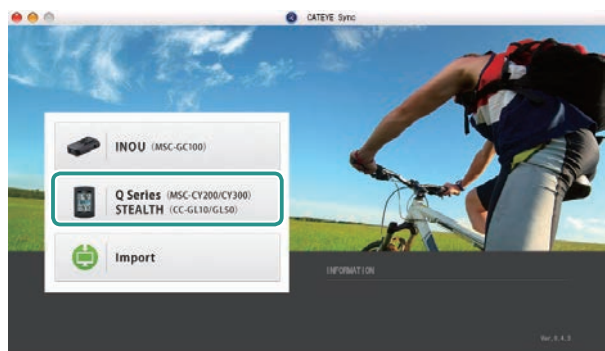 CATEYE Sync
INOU (MSC-GC100)
Q Series (MSC-CY200/CY300)
STEALTH (CC-GL10/GL50)
Import
INFORMATION